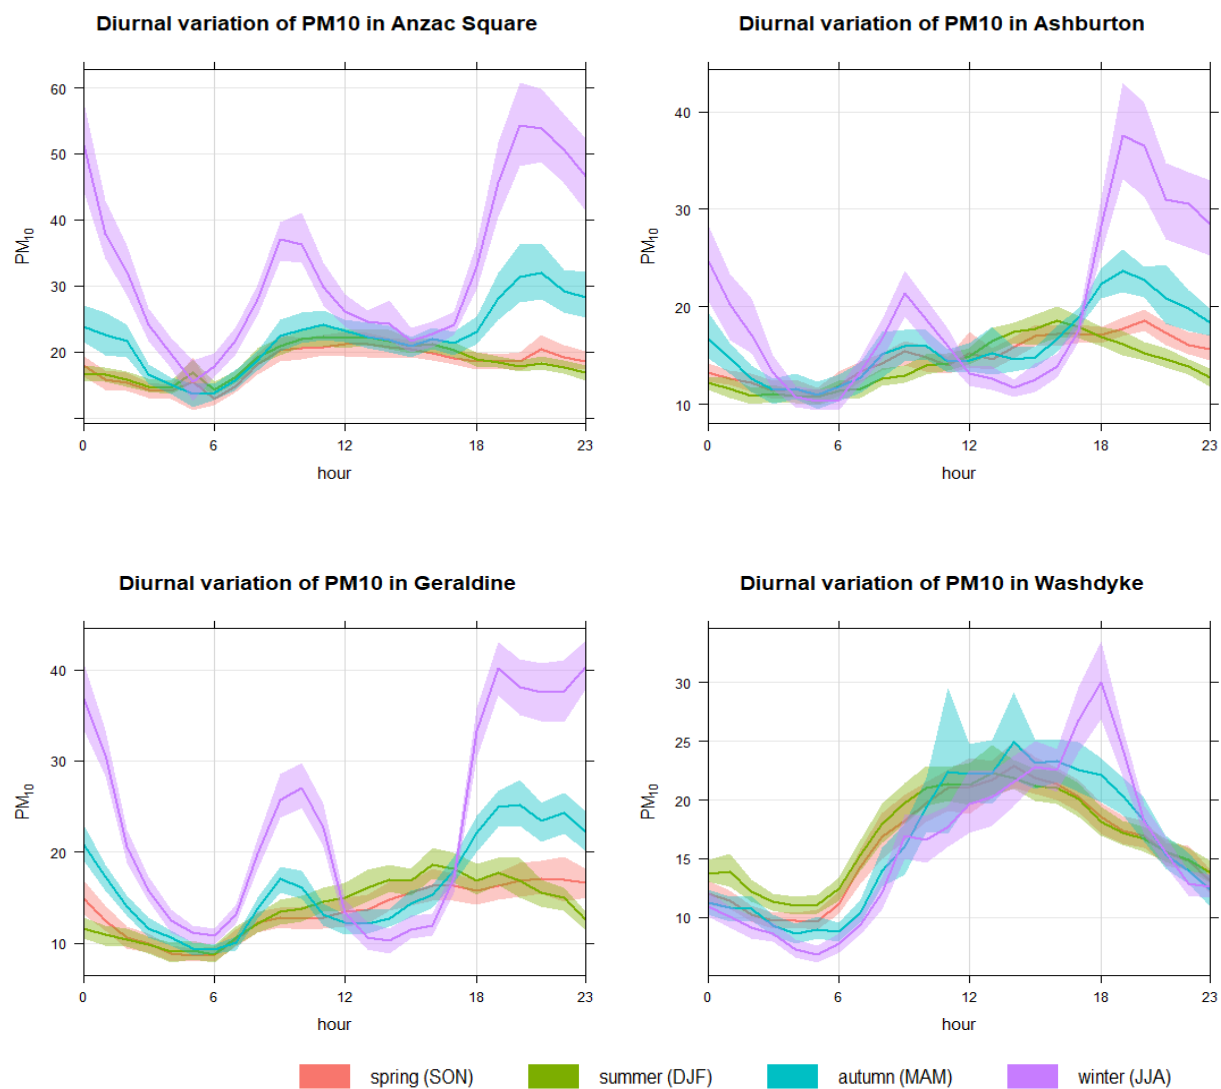 Diurnal variation of PM10 in Anzac Square
60
50
40
30
20
PM10
0 6 12 18 23
hour
Diurnal variation of PM10 in Ashburton
40
30
20
10
PM10
0 6 12 18 23
hour
Diurnal variation of PM10 in Geraldine
40
30
20
10
PM10
0 6 12 18 23
hour
Diurnal variation of PM10 in Washdyke
30
25
20
15
10
PM10
0 6 12 18 23
hour
spring (SON) summer (DJF) autumn (MAM) winter (JJA)